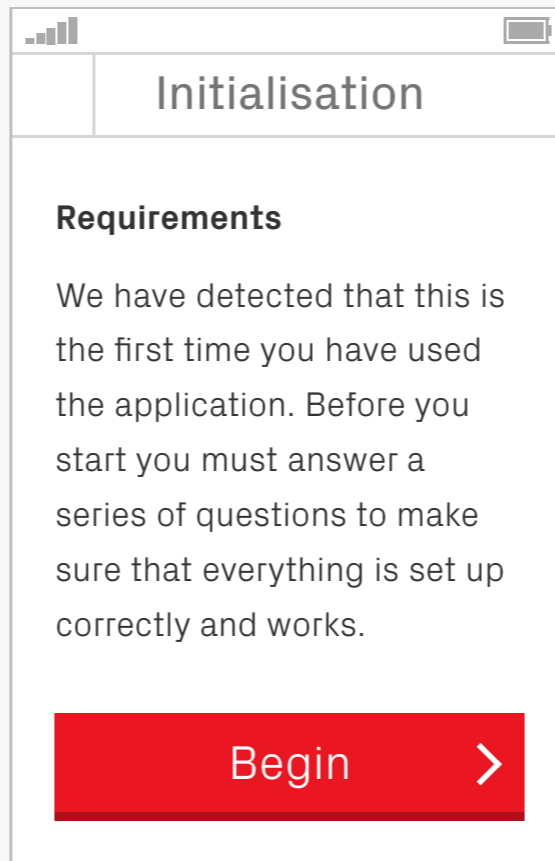 Initialisation
Requirements
We have detected that this is
the first time you have used
the application. Before you
start you must answer a
series of questions to make
sure that everything is set up
correctly and works.
Begin